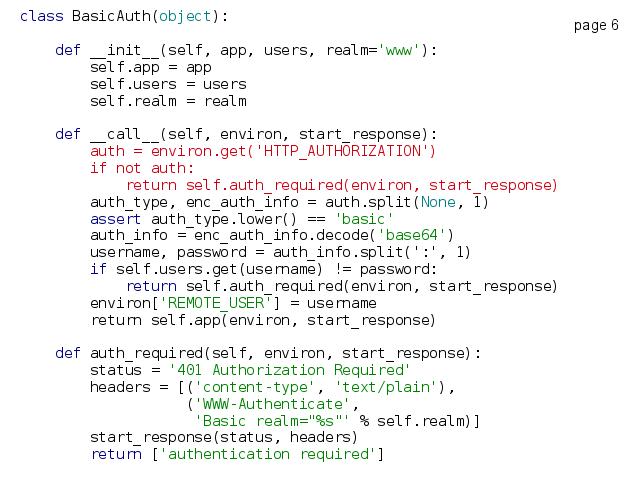 class BasicAuth(object):
page 6
    def __init__(self, app, users, realm='www'):
        self.app = app
        self.users = users
        self.realm = realm
    def __call__(self, environ, start_response):
        auth = environ.get('HTTP_AUTHORIZATION')
        if not auth:
            return self.auth_required(environ, start_response)
        auth_type, enc_auth_info = auth.split(None, 1)
        assert auth_type.lower() == 'basic'
        auth_info = enc_auth_info.decode('base64')
        username, password = auth_info.split(':', 1)
        if self.users.get(username) != password:
            return self.auth_required(environ, start_response)
        environ['REMOTE_USER'] = username
        return self.app(environ, start_response)
    def auth_required(self, environ, start_response):
        status = '401 Authorization Required'
        headers = [('content-type', 'text/plain'),
                   ('WWW-Authenticate',
                    'Basic realm="%s"' % self.realm)]
        start_response(status, headers)
        return ['authentication required']